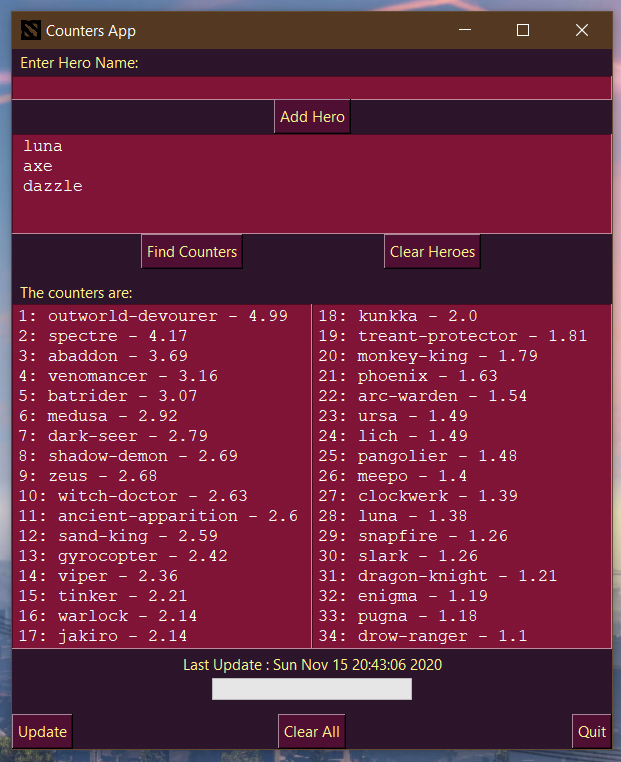 Counters App
Enter Hero Name:
Add Hero
luna
axe
dazzle
Find Counters
Clear Heroes
The counters are:
1: outworld-devourer - 4.99
2: spectre - 4.17
3: abaddon - 3.69
4: venomancer - 3.16
5: batrider - 3.07
6: medusa - 2.92
7: dark-seer - 2.79
8: shadow-demon - 2.69
9: zeus - 2.68
10: witch-doctor - 2.63
11: ancient-apparition - 2.6
12: sand-king - 2.59
13: gyrocopter - 2.42
14: viper - 2.36
15: tinker - 2.21
16: warlock - 2.14
17: jakiro - 2.14
18: kunkka - 2.0
19: treant-protector - 1.81
20: monkey-king - 1.79
21: phoenix - 1.63
22: arc-warden - 1.54
23: ursa - 1.49
24: lich - 1.49
25: pangolier - 1.48
26: meepo - 1.4
27: clockwerk - 1.39
28: luna - 1.38
29: snapfire - 1.26
30: slark - 1.26
31: dragon-knight - 1.21
32: enigma - 1.19
33: pugna - 1.18
34: drow-ranger - 1.1
Last Update : Sun Nov 15 20:43:06 2020
Update
Clear All
Quit